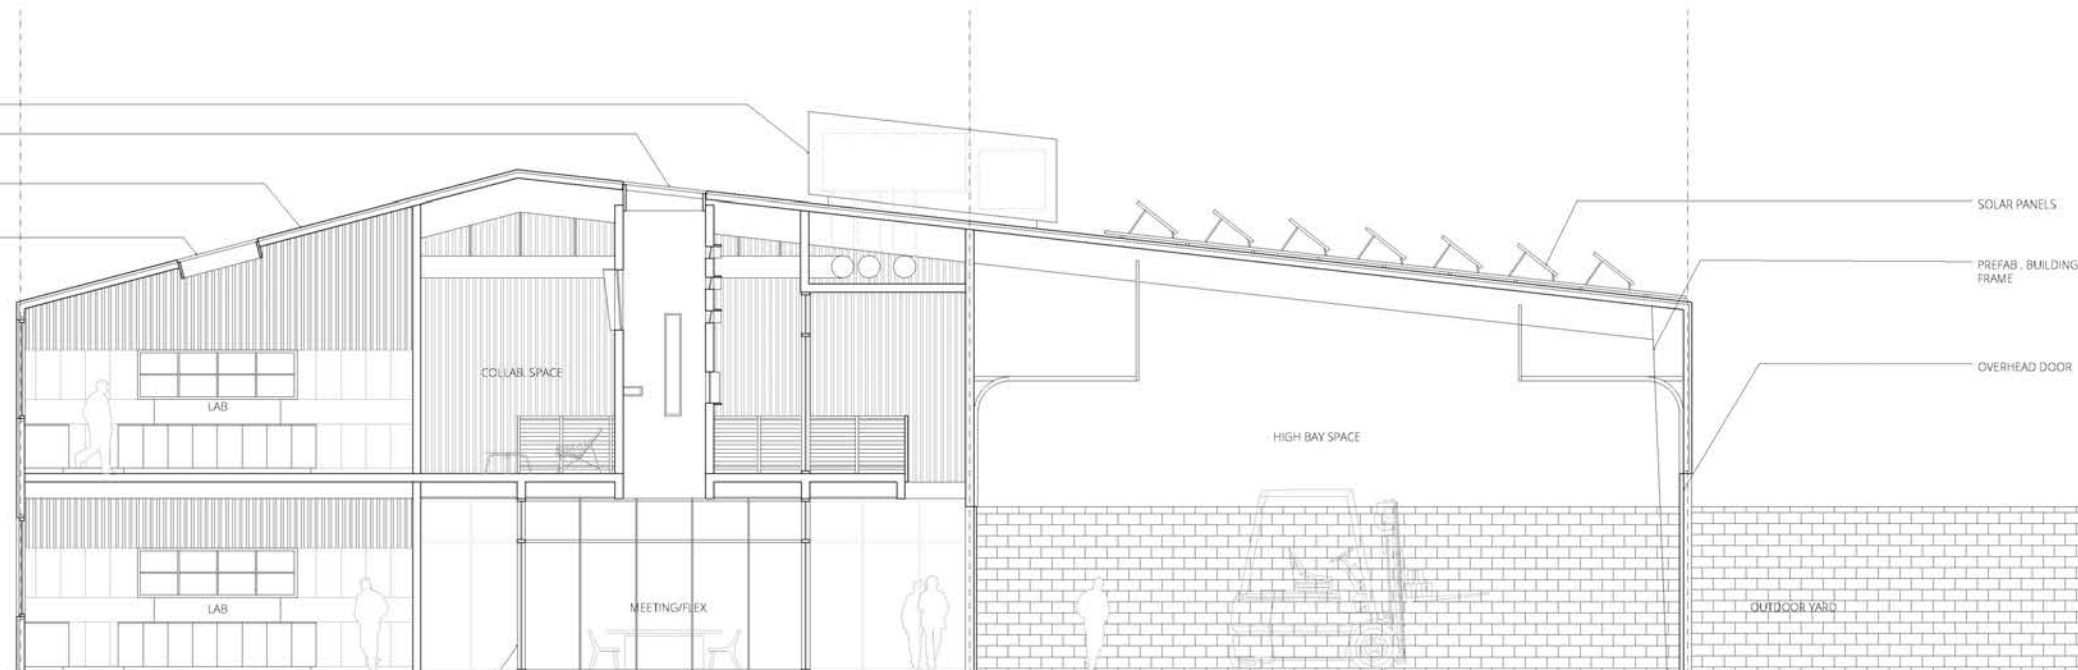 SOLAR PANELS
PREFAB . BUILDING
FRAME
OVERHEAD DOOR
COLLAB. SPACE
LAB
HIGH BAY SPACE
LAB
MEETING/FLEX
OUTDOOR YARD